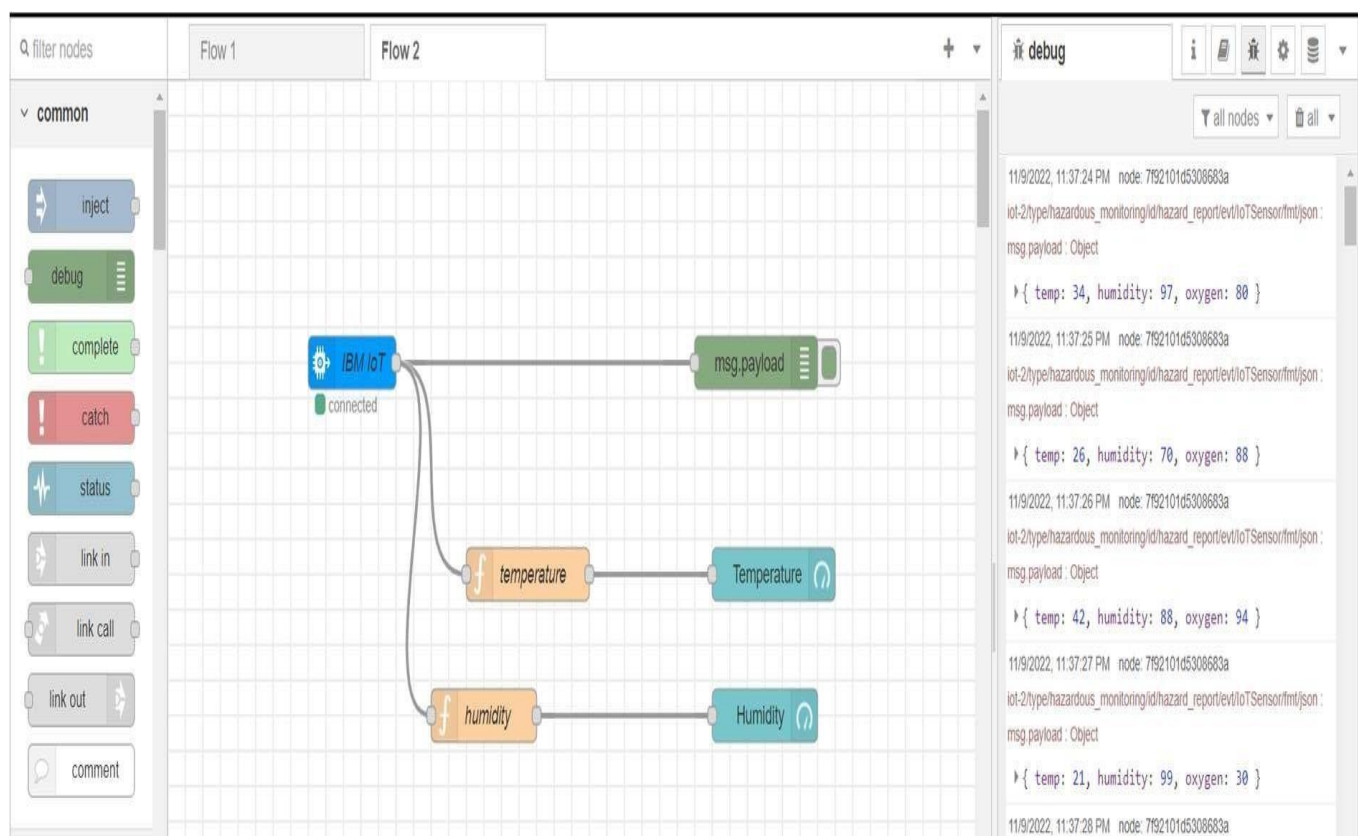 filter nodes
Flow 1
Flow 2
debug
common
all nodes
all
inject
debug
complete
catch
status
link in
link call
link out
comment
IBM IoT
connected
msg.payload
temperature
Temperature
humidity
Humidity
11/9/2022, 11:37:24 PM node: 7f92101d5308683a
iot-2/type/hazardous_monitoring/id/hazard_report/evt/IoTSensor/fmt/json :
msg.payload : Object
{ temp: 34, humidity: 97, oxygen: 80 }
11/9/2022, 11:37:25 PM node: 7f92101d5308683a
iot-2/type/hazardous_monitoring/id/hazard_report/evt/IoTSensor/fmt/json :
msg.payload : Object
{ temp: 26, humidity: 70, oxygen: 88 }
11/9/2022, 11:37:26 PM node: 7f92101d5308683a
iot-2/type/hazardous_monitoring/id/hazard_report/evt/IoTSensor/fmt/json :
msg.payload : Object
{ temp: 42, humidity: 88, oxygen: 94 }
11/9/2022, 11:37:27 PM node: 7f92101d5308683a
iot-2/type/hazardous_monitoring/id/hazard_report/evt/IoTSensor/fmt/json :
msg.payload : Object
{ temp: 21, humidity: 99, oxygen: 30 }
11/9/2022, 11:37:28 PM node: 7f92101d5308683a